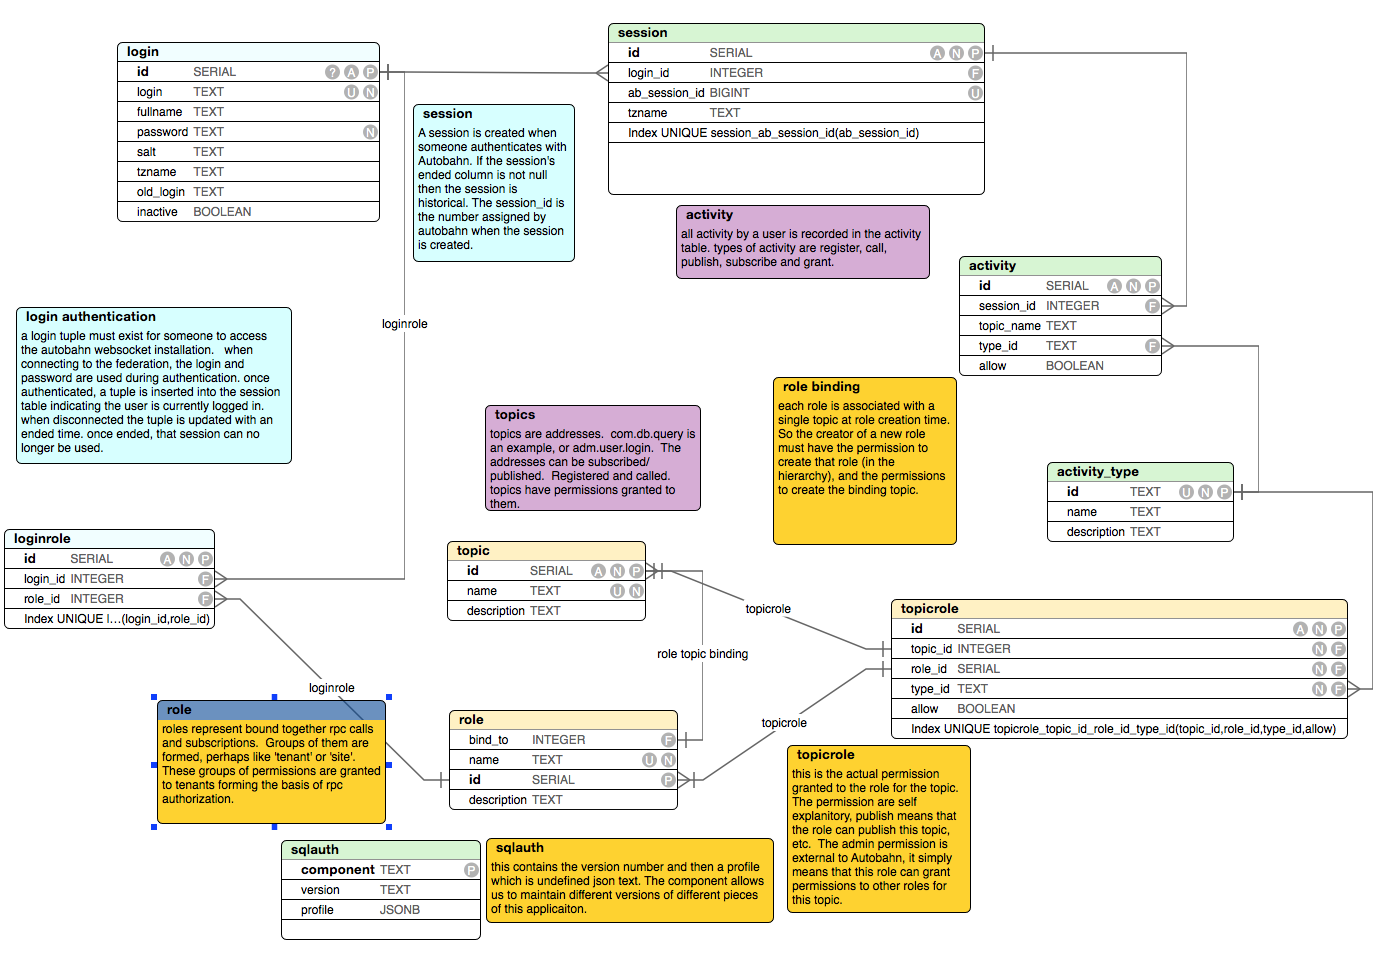 login
id SERIAL ? A P
login TEXT U N
fullname TEXT
password TEXT N
salt TEXT
tzname TEXT
old_login TEXT
inactive BOOLEAN
session
id SERIAL A N P
login_id INTEGER F
ab_session_id BIGINT U
tzname TEXT
Index UNIQUE session_ab_session_id(ab_session_id)
session
A session is created when
someone authenticates with
Autobahn. If the session's
ended column is not null
then the session is
historical. The session_id is
the number assigned by
autobahn when the session
is created.
activity
all activity by a user is recorded in the activity
table. types of activity are register, call,
publish, subscribe and grant.
activity
id SERIAL A N P
session_id INTEGER F
topic_name TEXT
type_id TEXT F
allow BOOLEAN
login authentication
a login tuple must exist for someone to access
the autobahn websocket installation.   when
connecting to the federation, the login and
password are used during authentication. once
authenticated, a tuple is inserted into the session
table indicating the user is currently logged in.
when disconnected the tuple is updated with an
ended time. once ended, that session can no
longer be used.
loginrole
role binding
each role is associated with a
single topic at role creation time.
So the creator of a new role
must have the permission to
create that role (in the
hierarchy), and the permissions
to create the binding topic.
topics
topics are addresses.  com.db.query is
an example, or adm.user.login.  The
addresses can be subscribed/
published.  Registered and called.
topics have permissions granted to
them.
activity_type
id TEXT U N P
name TEXT
description TEXT
loginrole
id SERIAL A N P
login_id INTEGER F
role_id INTEGER F
Index UNIQUE l...(login_id,role_id)
topic
id SERIAL A N P
name TEXT U N
description TEXT
topicrole
role topic binding
topicrole
topicrole
id SERIAL A N P
topic_id INTEGER N F
role_id SERIAL N F
type_id TEXT N F
allow BOOLEAN
Index UNIQUE topicrole_topic_id_role_id_type_id(topic_id,role_id,type_id,allow)
loginrole
role
roles represent bound together rpc calls
and subscriptions.  Groups of them are
formed, perhaps like 'tenant' or 'site'.
These groups of permissions are granted
to tenants forming the basis of rpc
authorization.
role
bind_to INTEGER F
name TEXT U N
id SERIAL P
description TEXT
topicrole
this is the actual permission
granted to the role for the topic.
The permission are self
explanitory, publish means that
the role can publish this topic,
etc.  The admin permission is
external to Autobahn, it simply
means that this role can grant
permissions to other roles for
this topic.
sqlauth
component TEXT P
version TEXT
profile JSONB
sqlauth
this contains the version number and then a profile
which is undefined json text. The component allows
us to maintain different versions of different pieces
of this applicaiton.